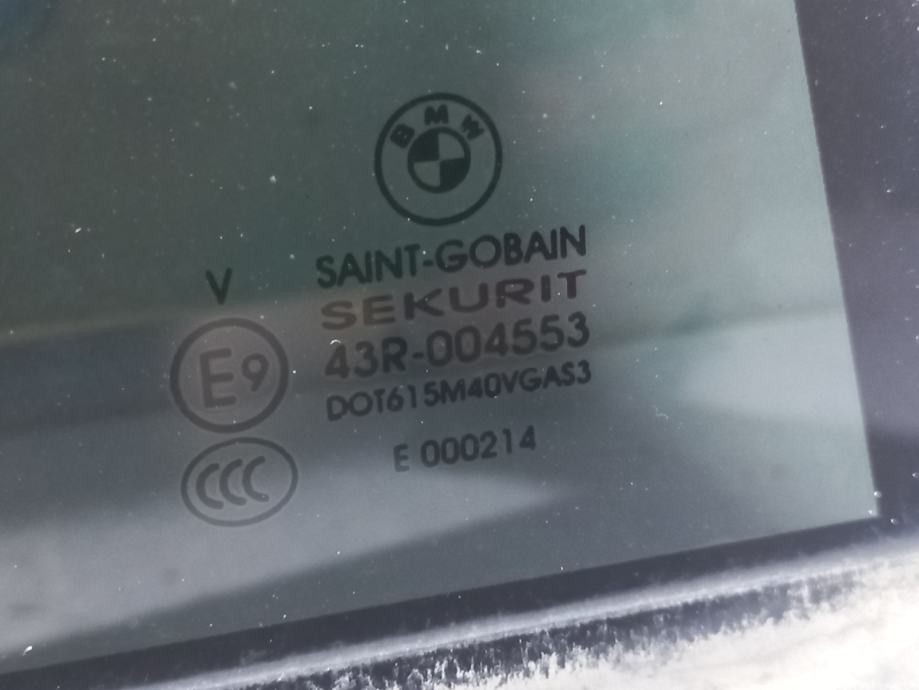 BMW
SAINT-GOBAIN
V
SEKURIT
E9
43R-004553
DOT615M40VGAS3
E 000214
CCC